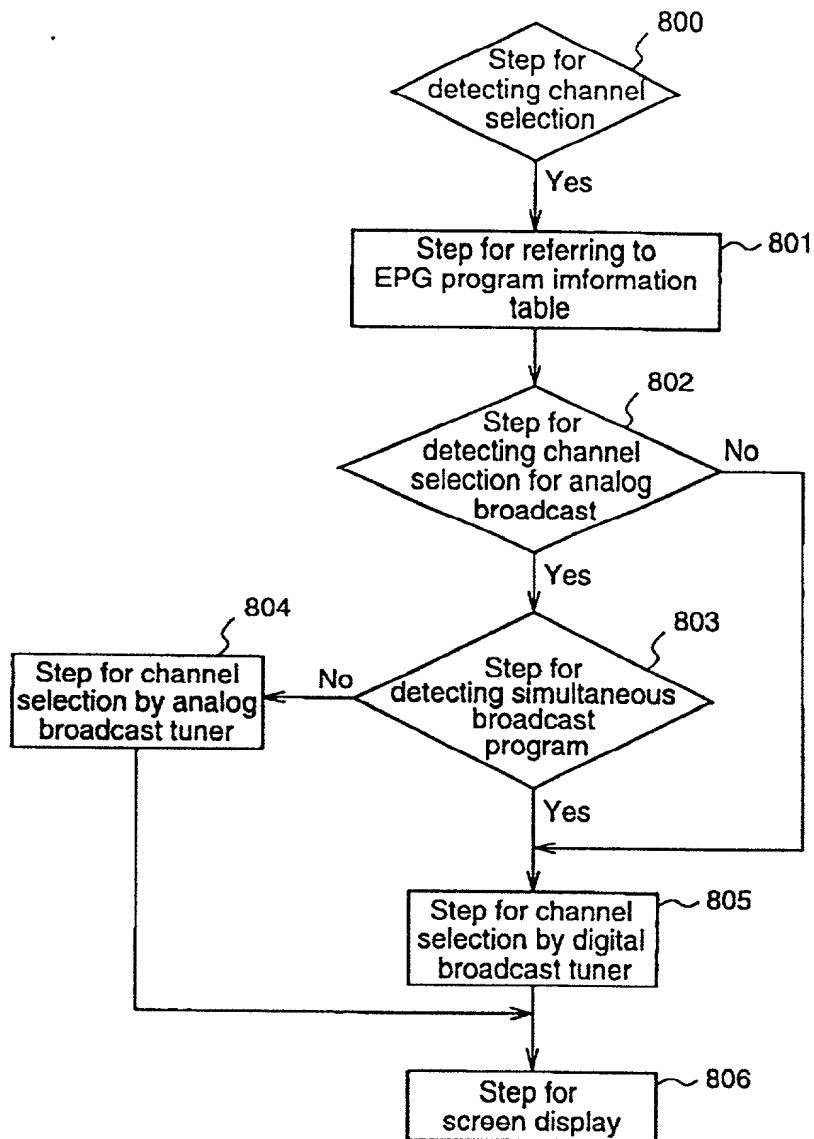 800
Step for
detecting channel
selection
Yes
801
Step for referring to
EPG program imformation
table
802
Step for
detecting channel
selection for analog
broadcast
No
Yes
804
Step for channel
selection by analog
broadcast tuner
No
803
Step for
detecting simultaneous
broadcast
program
Yes
805
Step for channel
selection by digital
broadcast tuner
806
Step for
screen display